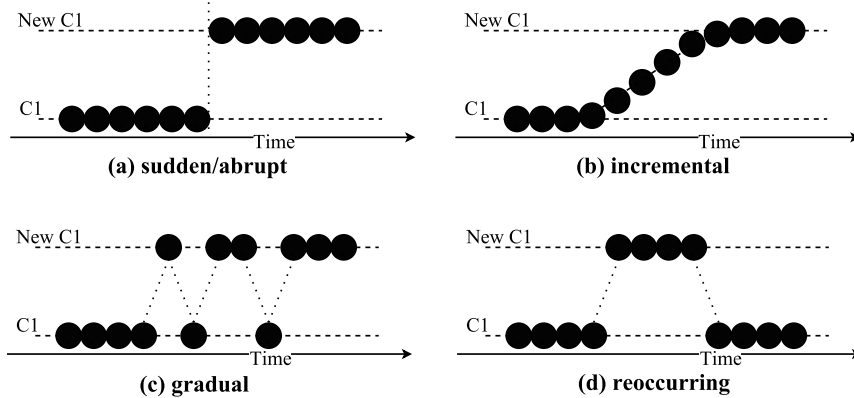 New C1
C1
Time
(a) sudden/abrupt
New C1
C1
Time
(b) incremental
New C1
C1
Time
(c) gradual
New C1
C1
Time
(d) reoccurring